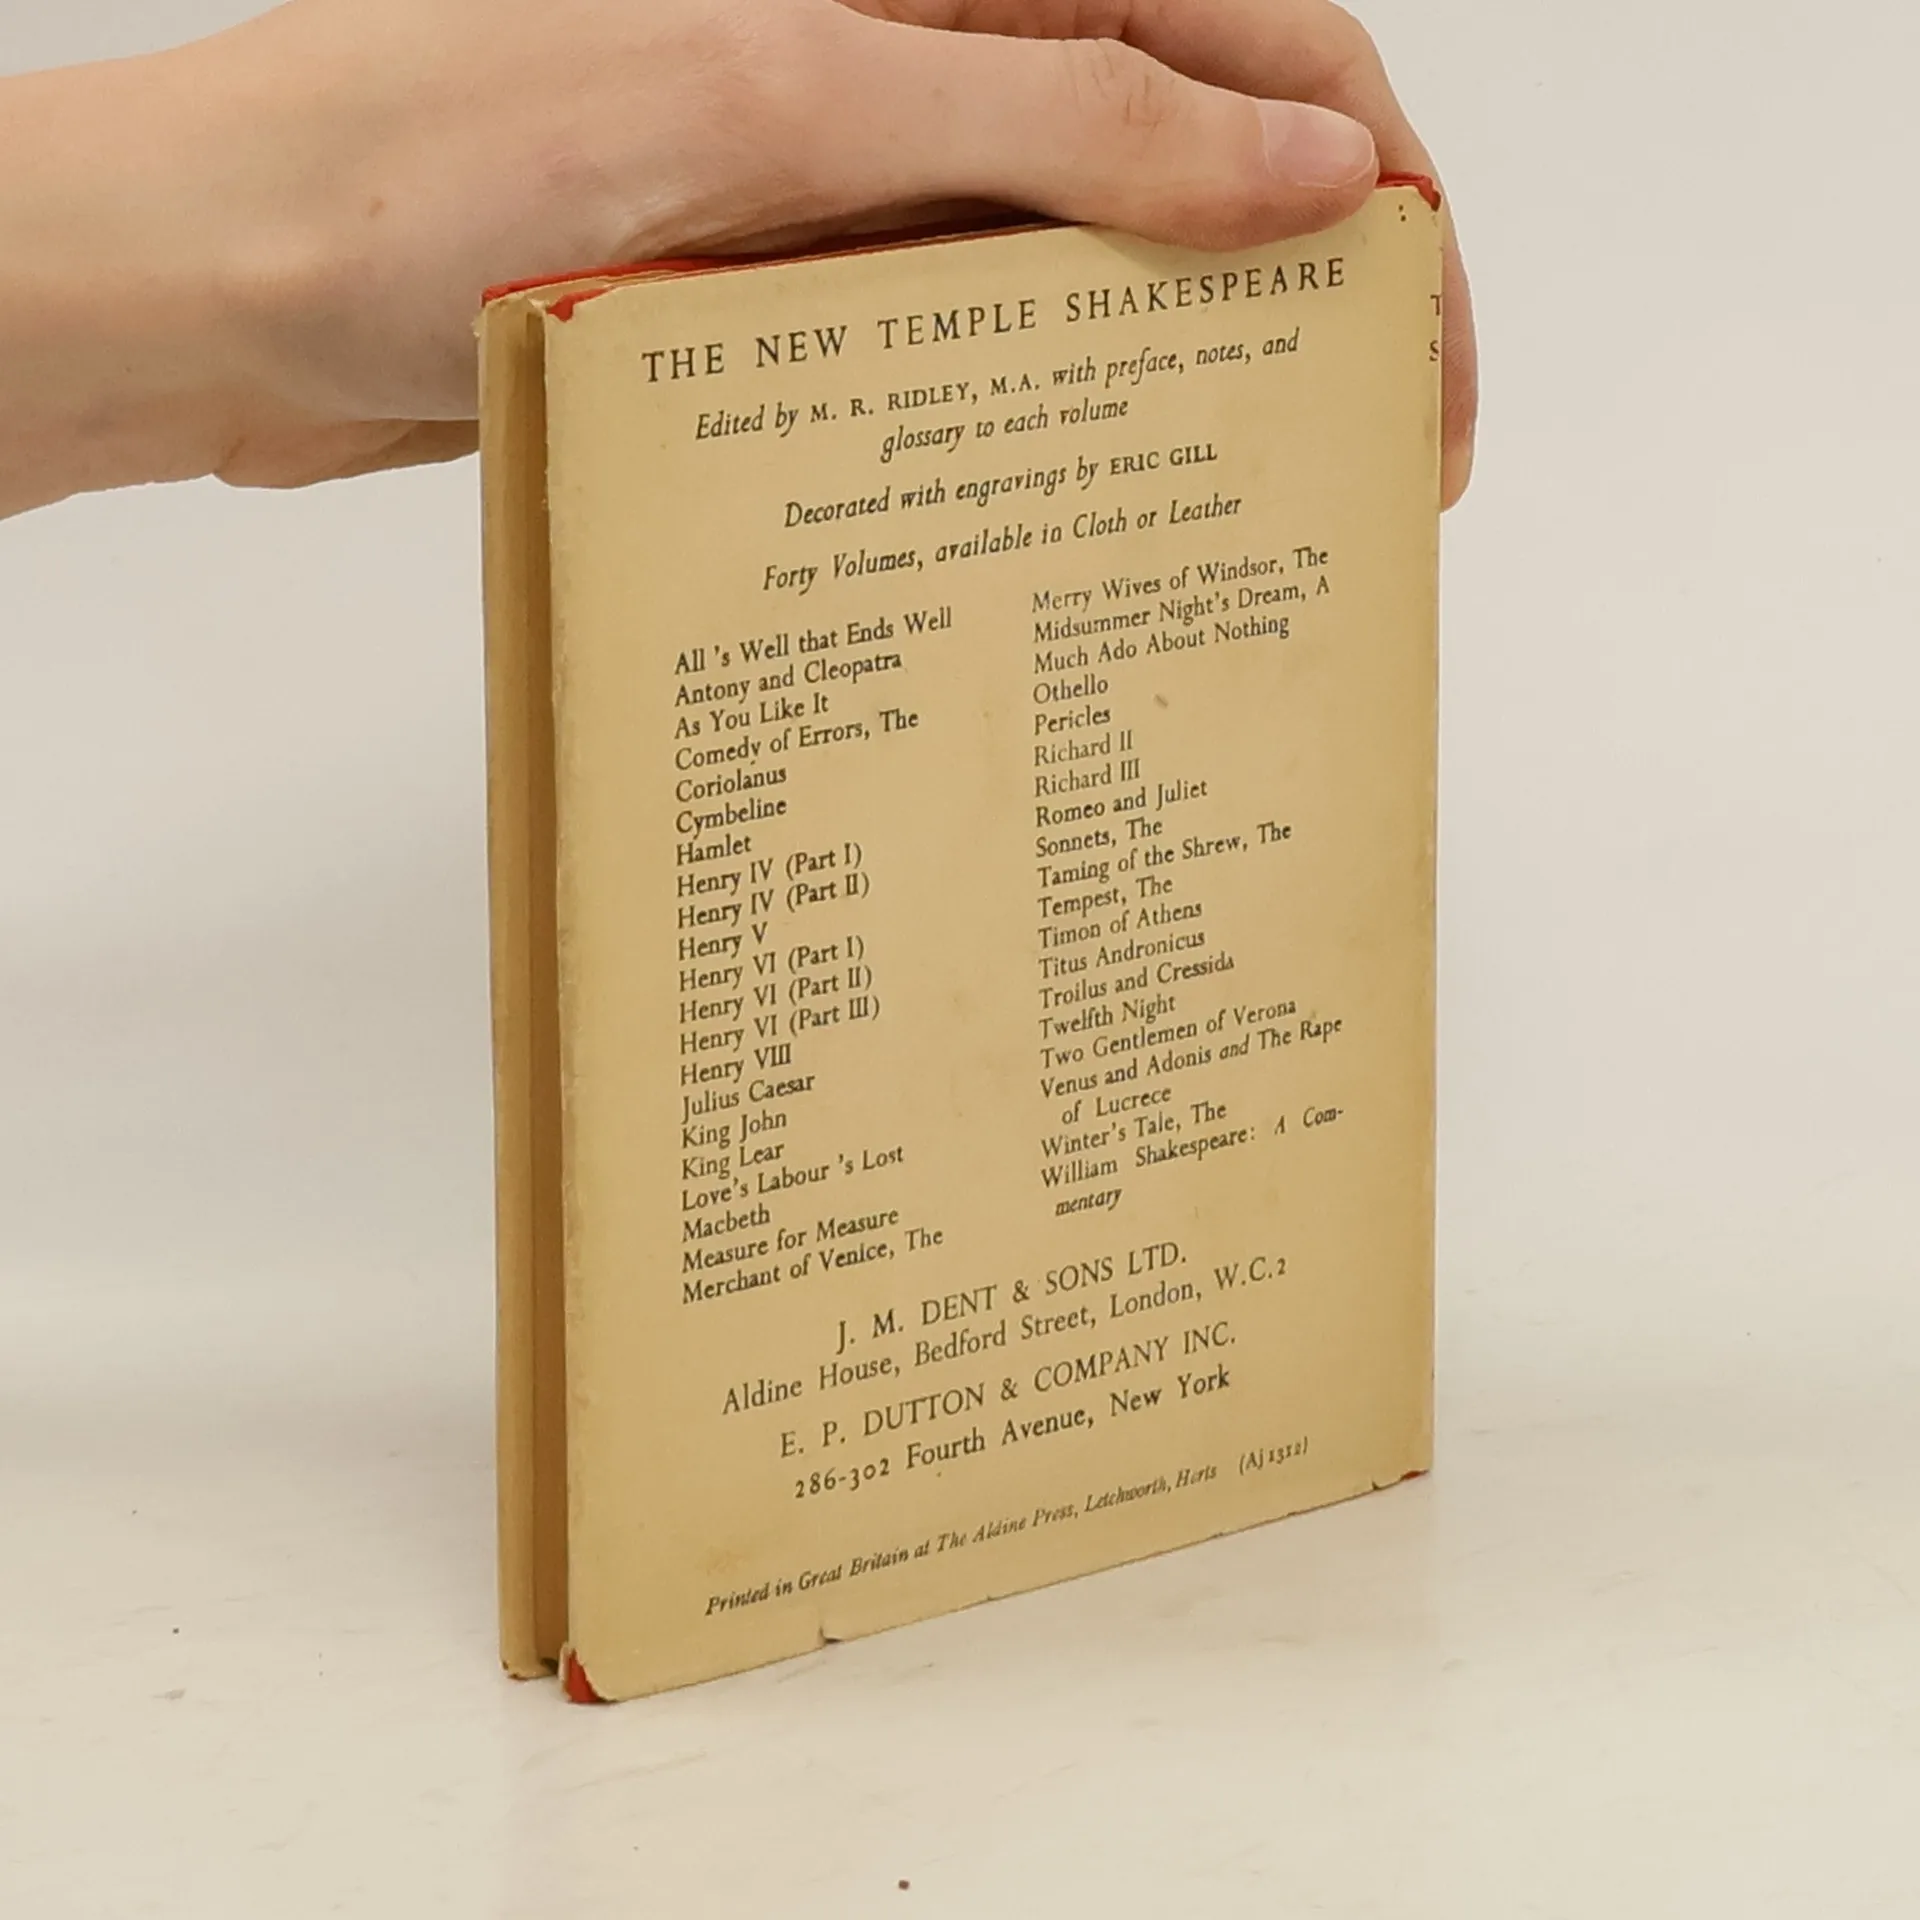 THE NEW TEMPLE SHAKESPEARE
Edited by M. R. RIDLEY, M.A. with preface, notes, and
glossary to each volume
Decorated with engravings by ERIC GILL
Forty Volumes, available in Cloth or Leather
All 's Well that Ends Well
Antony and Cleopatra
As You Like It
Comedy of Errors, The
Coriolanus
Cymbeline
Hamlet
Henry IV (Part I)
Henry IV (Part II)
Henry V
Henry VI (Part I)
Henry VI (Part II)
Henry VI (Part III)
Henry VIII
Julius Caesar
King John
King Lear
Love's Labour 's Lost
Macbeth
Measure for Measure
Merchant of Venice, The
Merry Wives of Windsor, The
Midsummer Night's Dream, A
Much Ado About Nothing
Othello
Pericles
Richard II
Richard III
Romeo and Juliet
Sonnets, The
Taming of the Shrew, The
Tempest, The
Timon of Athens
Titus Andronicus
Troilus and Cressida
Twelfth Night
Two Gentlemen of Verona
Venus and Adonis and The Rape
of Lucrece
Winter's Tale, The
William Shakespeare: A Com-
mentary
J. M. DENT & SONS LTD.
Aldine House, Bedford Street, London, W.C.2
E. P. DUTTON & COMPANY INC.
286-302 Fourth Avenue, New York
Printed in Great Britain at The Aldine Press, Letchworth, Herts (Aj 1312)